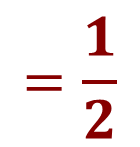 = 1/2